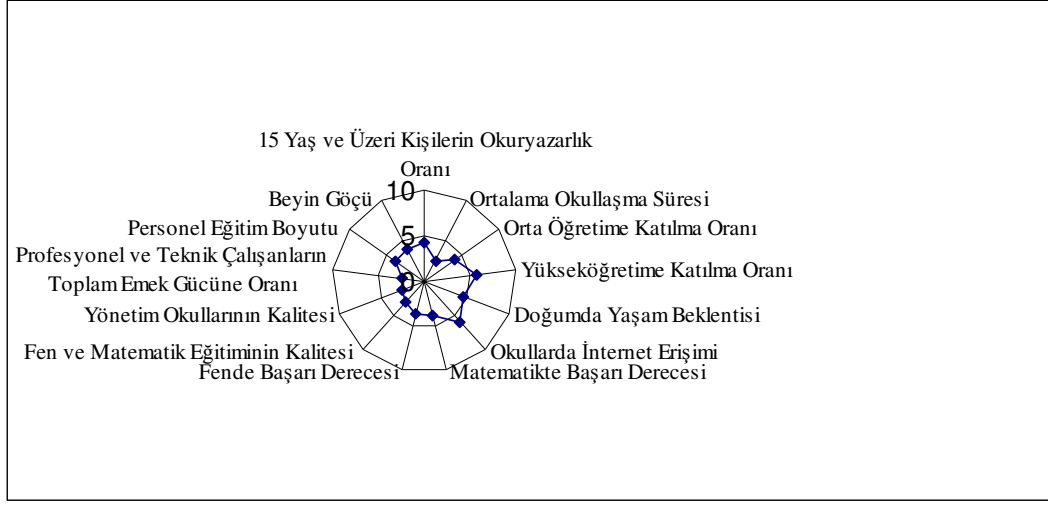 15 Yaş ve Üzeri Kişilerin Okuryazarlık
Oranı
Ortalama Okullaşma Süresi
Orta Öğretime Katılma Oranı
Yükseköğretime Katılma Oranı
Doğumda Yaşam Beklentisi
Okullarda İnternet Erişimi
Matematikte Başarı Derecesi
Fende Başarı Derecesi
Fen ve Matematik Eğitiminin Kalitesi
Yönetim Okullarının Kalitesi
Profesyonel ve Teknik Çalışanların
Toplam Emek Gücüne Oranı
Personel Eğitim Boyutu
Beyin Göçü
10
5
0